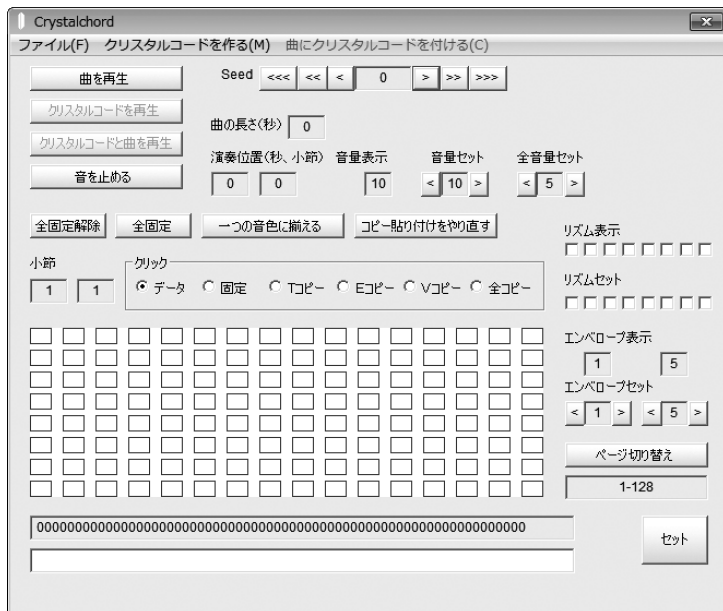 Crystalchord
ファイル(F) クリスタルコードを作る(M) 曲にクリスタルコードを付ける(C)
曲を再生
Seed <<< << < 0 > >> >>>
クリスタルコードを再生
曲の長さ(秒) 0
クリスタルコードと曲を再生
演奏位置(秒、小節) 音量表示 音量セット 全音量セット
音を止める
0 0 10 < 10 > < 5 >
全固定解除 全固定 一つの音色に揃える コピー貼り付けをやり直す
リズム表示
小節
1 1
クリック
データ 固定 Tコピー Eコピー Vコピー 全コピー
リズムセット
エンベロープ表示
1 5
エンベロープセット
< 1 > < 5 >
ページ切り替え
1-128
0000000000000000000000000000000000000000000000000000000000000000
セット